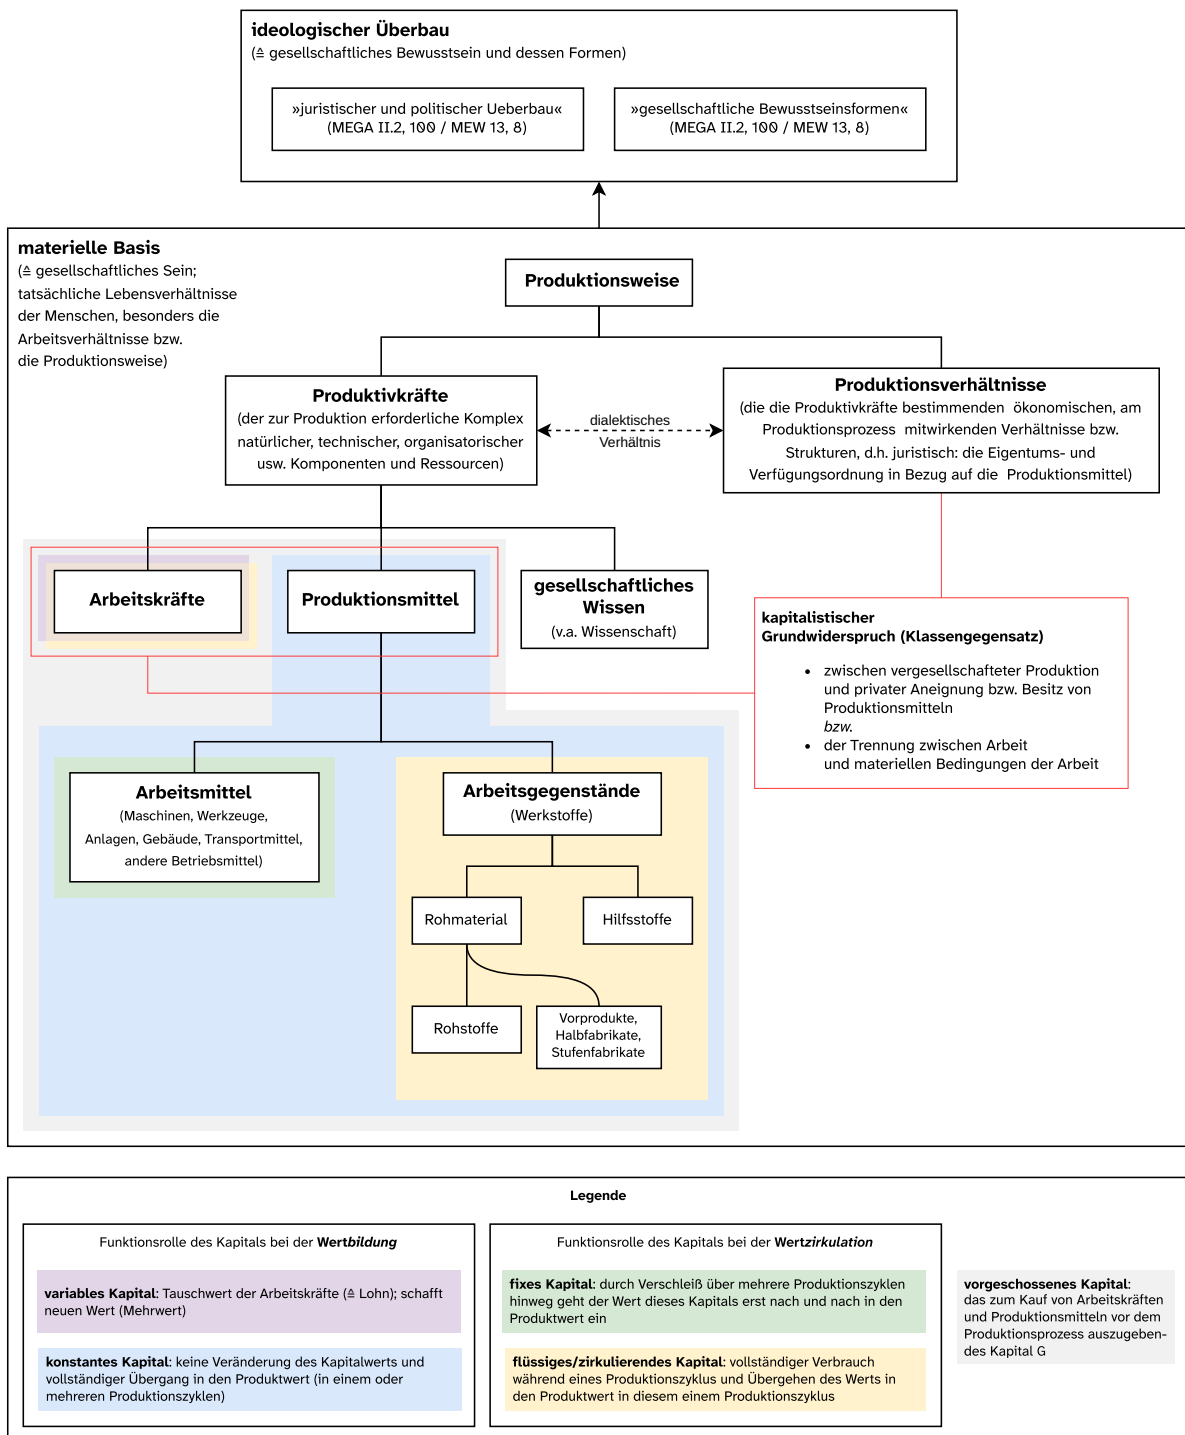 ideologischer Überbau
(≙ gesellschaftliches Bewusstsein und dessen Formen)
»juristischer und politischer Ueberbau«
(MEGA II.2, 100 / MEW 13, 8)
»gesellschaftliche Bewusstseinsformen«
(MEGA II.2, 100 / MEW 13, 8)
materielle Basis
(≙ gesellschaftliches Sein;
tatsächliche Lebensverhältnisse
der Menschen, besonders die
Arbeitsverhältnisse bzw.
die Produktionsweise)
Produktionsweise
Produktivkräfte
(der zur Produktion erforderliche Komplex
natürlicher, technischer, organisatorischer
usw. Komponenten und Ressourcen)
dialektisches
Verhältnis
Produktionsverhältnisse
(die die Produktivkräfte bestimmenden ökonomischen, am
Produktionsprozess mitwirkenden Verhältnisse bzw.
Strukturen, d.h. juristisch: die Eigentums- und
Verfügungsordnung in Bezug auf die Produktionsmittel)
Arbeitskräfte
Produktionsmittel
gesellschaftliches
Wissen
(v.a. Wissenschaft)
kapitalistischer
Grundwiderspruch (Klassengegensatz)
• zwischen vergesellschafteter Produktion
und privater Aneignung bzw. Besitz von
Produktionsmitteln
bzw.
• der Trennung zwischen Arbeit
und materiellen Bedingungen der Arbeit
Arbeitsmittel
(Maschinen, Werkzeuge,
Anlagen, Gebäude, Transportmittel,
andere Betriebsmittel)
Arbeitsgegenstände
(Werkstoffe)
Rohmaterial
Hilfsstoffe
Rohstoffe
Vorprodukte,
Halbfabrikate,
Stufenfabrikate
Legende
Funktionsrolle des Kapitals bei der Wertbildung
variables Kapital: Tauschwert der Arbeitskräfte (≙ Lohn); schafft
neuen Wert (Mehrwert)
konstantes Kapital: keine Veränderung des Kapitalwerts und
vollständiger Übergang in den Produktwert (in einem oder
mehreren Produktionszyklen)
Funktionsrolle des Kapitals bei der Wertzirkulation
fixes Kapital: durch Verschleiß über mehrere Produktionszyklen
hinweg geht der Wert dieses Kapitals erst nach und nach in den
Produktwert ein
flüssiges/zirkulierendes Kapital: vollständiger Verbrauch
während eines Produktionszyklus und Übergehen des Werts in
den Produktwert in diesem einem Produktionszyklus
vorgeschossenes Kapital:
das zum Kauf von Arbeitskräften
und Produktionsmitteln vor dem
Produktionsprozess auszugeben-
des Kapital G